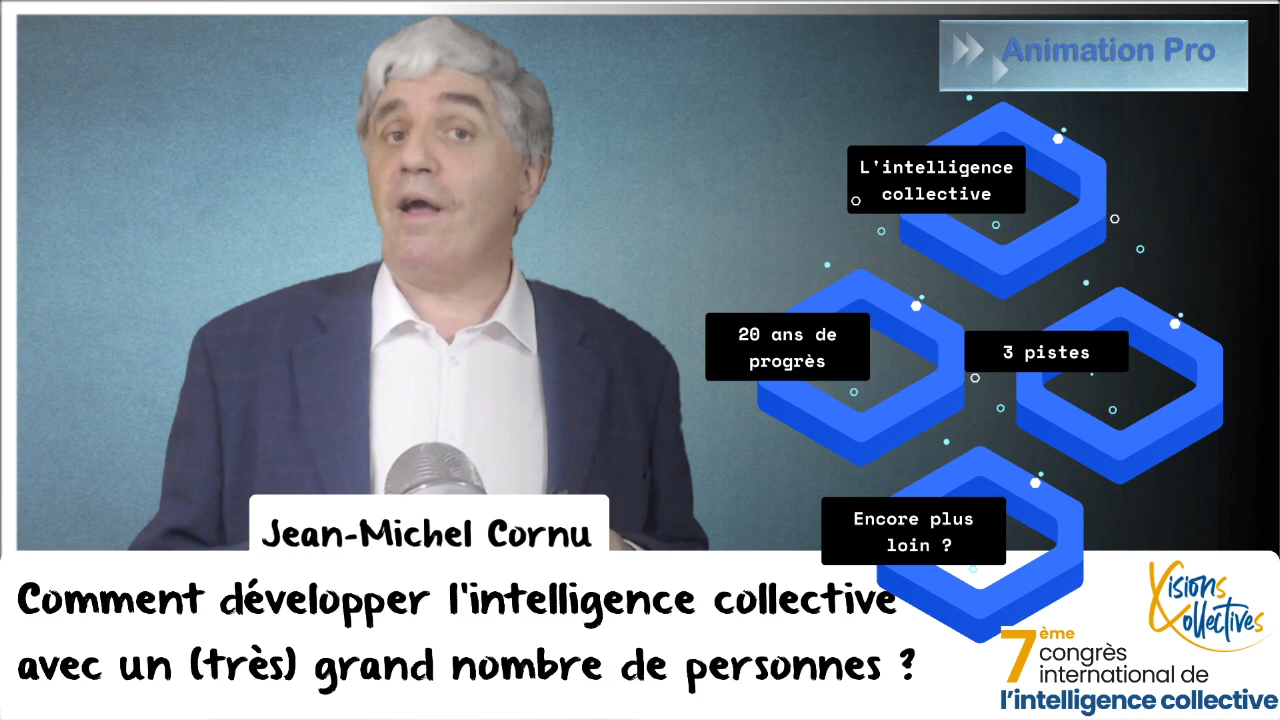 Animation Pro
L'intelligence
collective
20 ans de
progrès
3 pistes
Encore plus
loin ?
Jean-Michel Cornu
Comment développer l'intelligence collective
avec un (très) grand nombre de personnes ?
Visions
Collectives
7ème
congrès
international de
l'intelligence collective